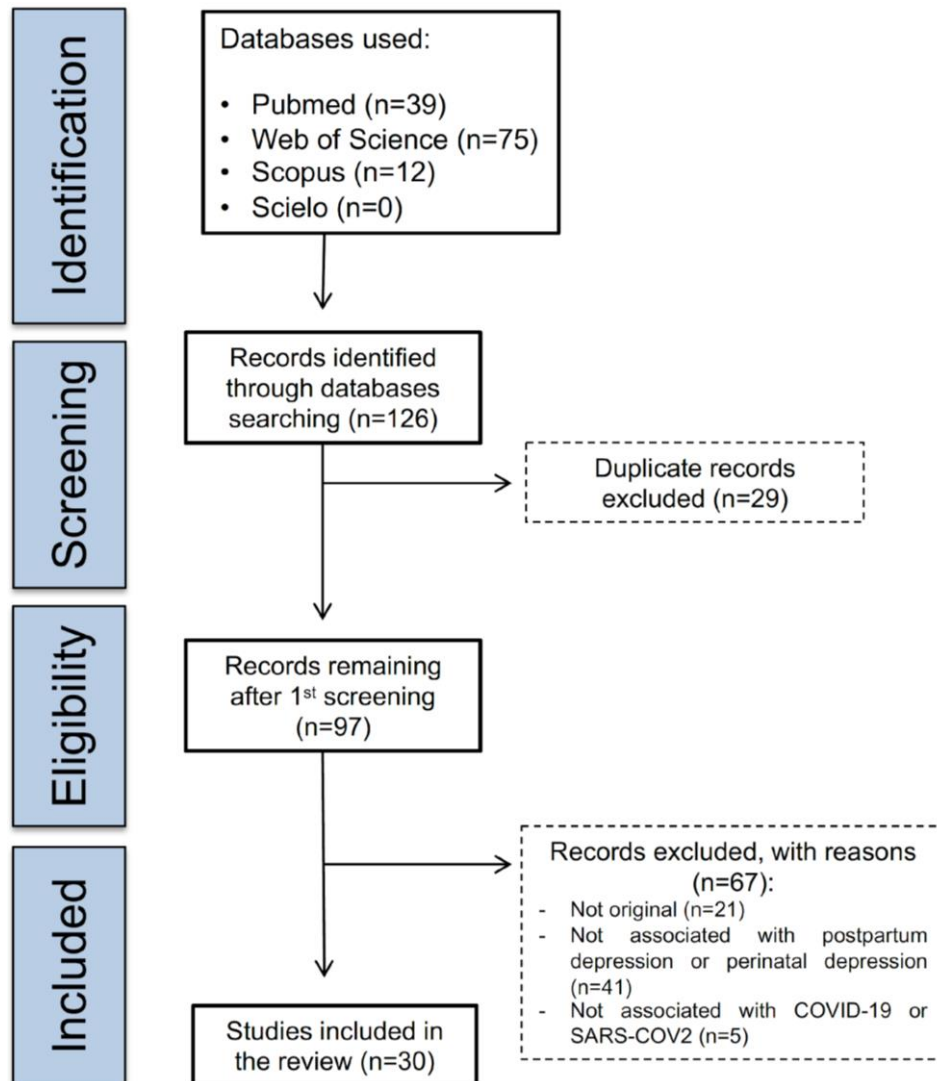 Identification
Databases used:
• Pubmed (n=39)
• Web of Science (n=75)
• Scopus (n=12)
• Scielo (n=0)
Screening
Records identified
through databases
searching (n=126)
Duplicate records
excluded (n=29)
Eligibility
Records remaining
after 1st screening
(n=97)
Included
Records excluded, with reasons
(n=67):
- Not original (n=21)
- Not associated with postpartum
depression or perinatal depression
(n=41)
- Not associated with COVID-19 or
SARS-COV2 (n=5)
Studies included in
the review (n=30)